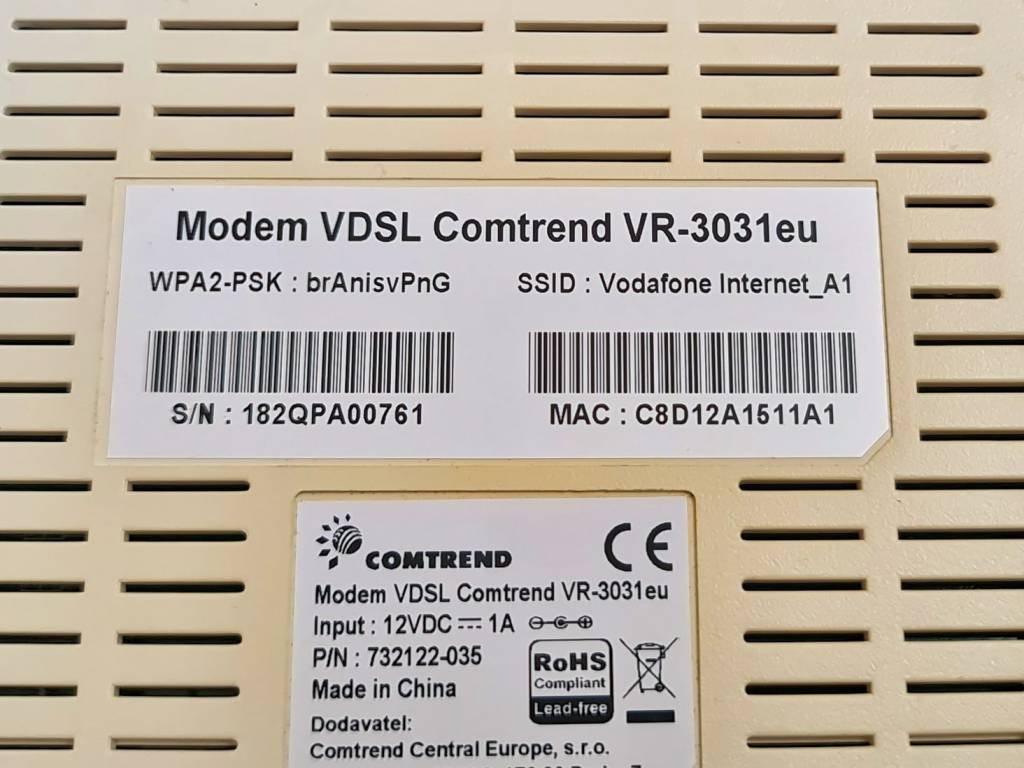 Modem VDSL Comtrend VR-3031eu
WPA2-PSK : brAnisvPnG
SSID : Vodafone Internet_A1
S/N : 182QPA00761
MAC : C8D12A1511A1
COMTREND
CE
Modem VDSL Comtrend VR-3031eu
Input : 12VDC ⎓ 1A
P/N : 732122-035
RoHS
Compliant
Lead-free
Made in China
Dodavatel:
Comtrend Central Europe, s.r.o.